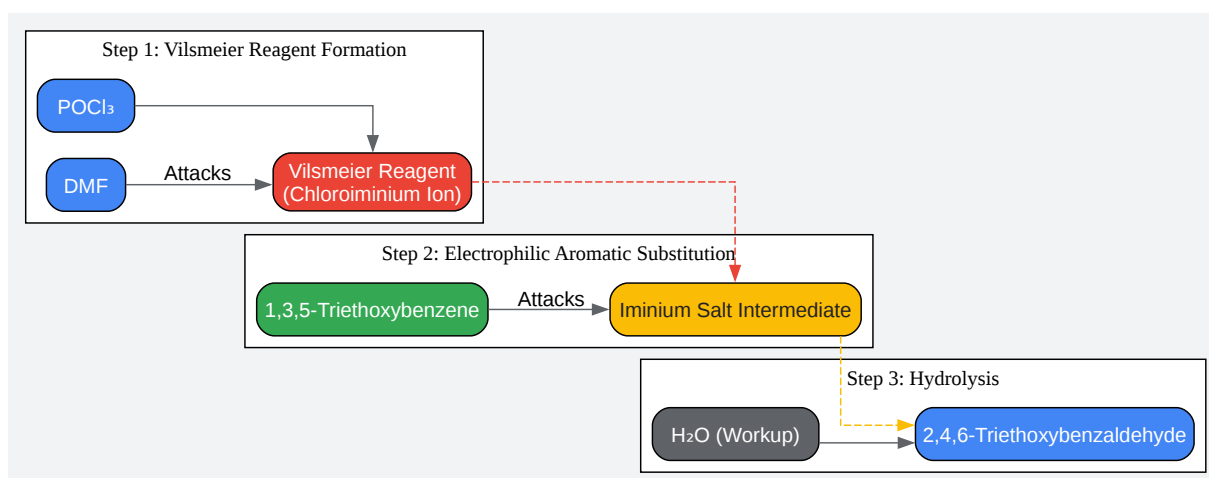 Step 1: Vilsmeier Reagent Formation
POCl₃
DMF
Attacks
Vilsmeier Reagent
(Chloroiminium Ion)
Step 2: Electrophilic Aromatic Substitution
1,3,5-Triethoxybenzene
Attacks
Iminium Salt Intermediate
Step 3: Hydrolysis
H₂O (Workup)
2,4,6-Triethoxybenzaldehyde